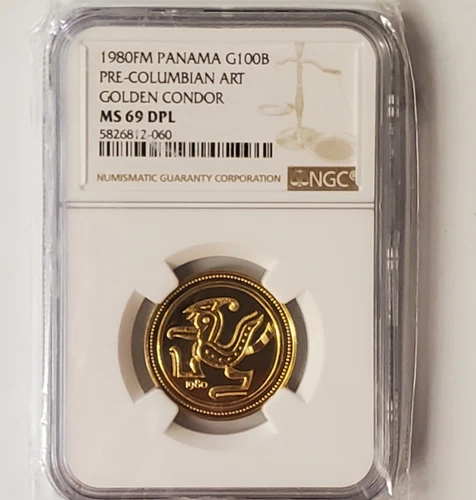 1980FM PANAMA G100B
PRE-COLUMBIAN ART
GOLDEN CONDOR
MS 69 DPL
5826812-060
NUMISMATIC GUARANTY CORPORATION
NGC®
1980